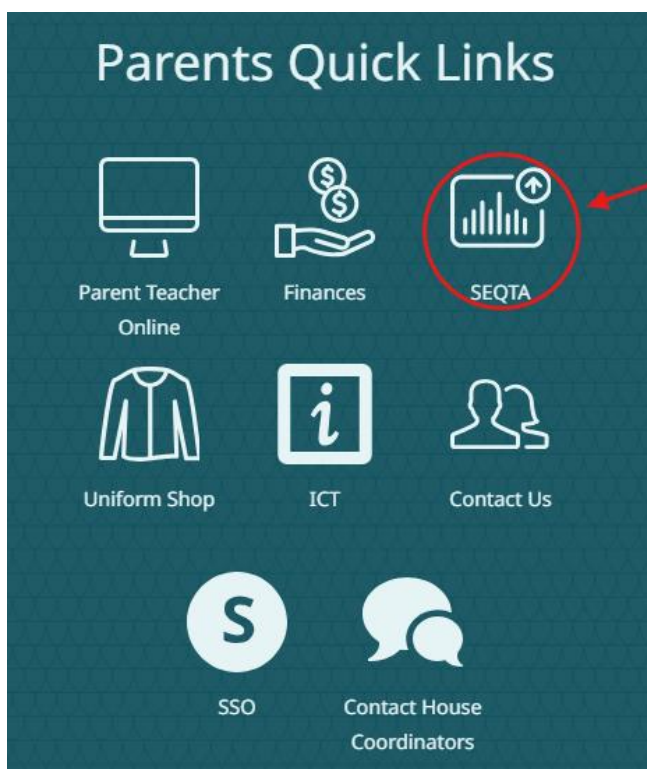 Parents Quick Links
Parent Teacher
Online
Finances
SEQTA
Uniform Shop
ICT
Contact Us
SSO
Contact House
Coordinators